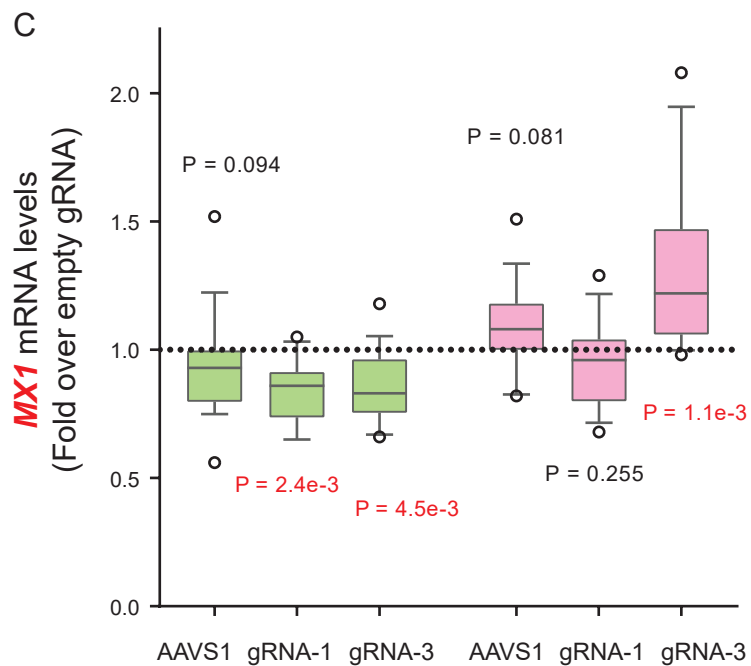 C
MX1 mRNA levels
(Fold over empty gRNA)
2.0
1.5
1.0
0.5
0.0
P = 0.094
P = 2.4e-3
P = 4.5e-3
P = 0.081
P = 0.255
P = 1.1e-3
AAVS1 gRNA-1 gRNA-3 AAVS1 gRNA-1 gRNA-3